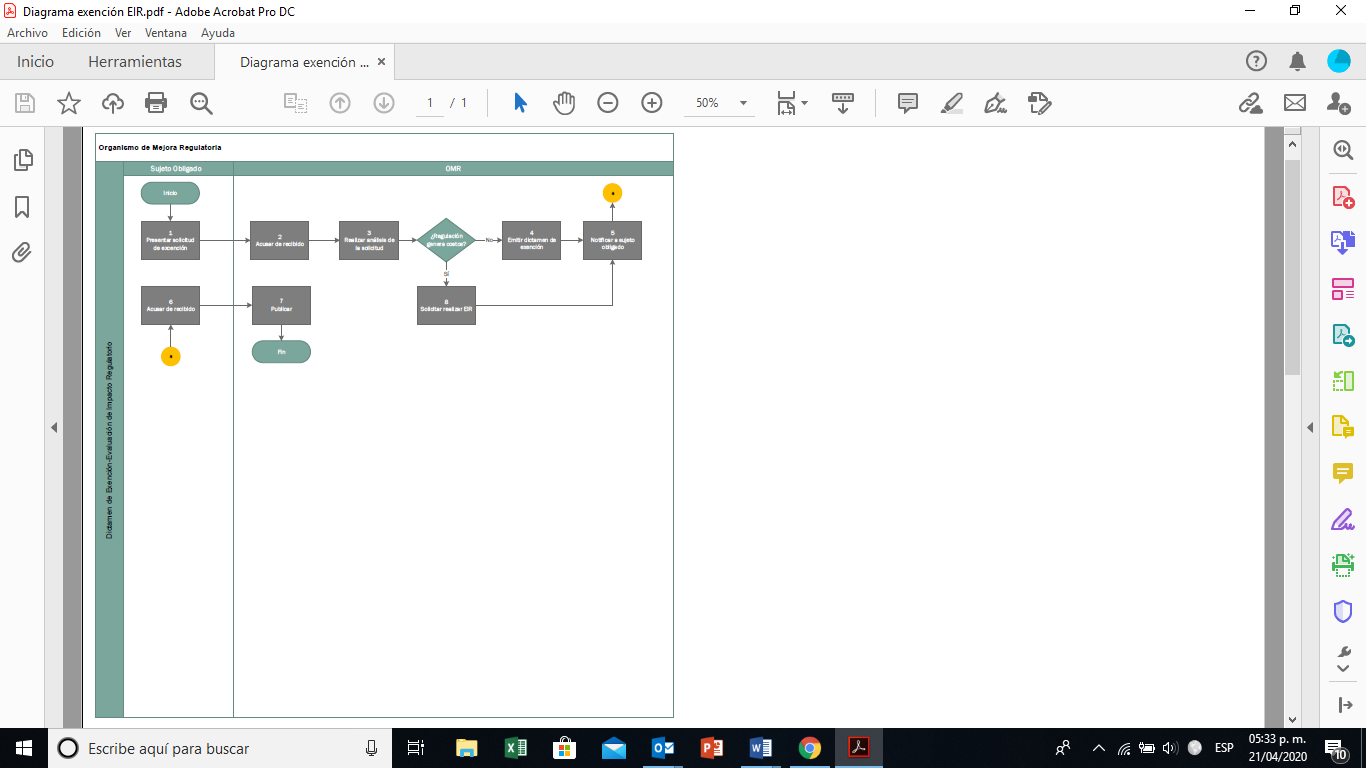 Diagrama exención EIR.pdf - Adobe Acrobat Pro DC
Archivo Edición Ver Ventana Ayuda
Inicio Herramientas Diagrama exención ...
1 / 1 50%
Organismo de Mejora Regulatoria
Sujeto Obligado OMR
Inicio
1
Presentar solicitud
de excención
2
Acusar de recibido
3
Realizar análisis de
la solicitud
¿Regulación
genera costos?
No
4
Emitir dictamen de
exención
5
Notificar a sujeto
obligado
Sí
6
Acusar de recibido
7
Publicar
8
Solicitar realizar EIR
Fin
Dictamen de Exención-Evaluación de Impacto Regulatorio
Escribe aquí para buscar
ESP
05:33 p. m.
21/04/2020
10